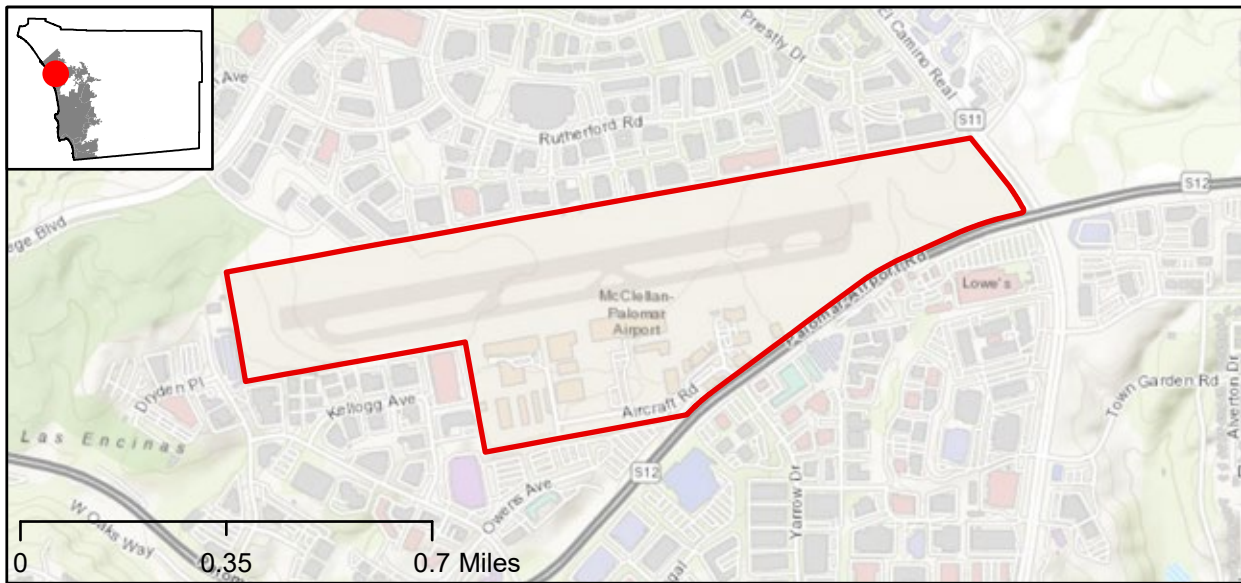 Priestly Dr
El Camino Real
Ave
S11
Rutherford Rd
S12
ege Blvd
Palomar Airport Rd
Lowe's
McClellan-
Palomar
Airport
Dryden Pl
Kellogg Ave
Aircraft Rd
Town Garden Rd
Alverton Dr
Las Encinas
S12
Owens Ave
Yarrow Dr
W Oaks Way
0
0.35
0.7 Miles